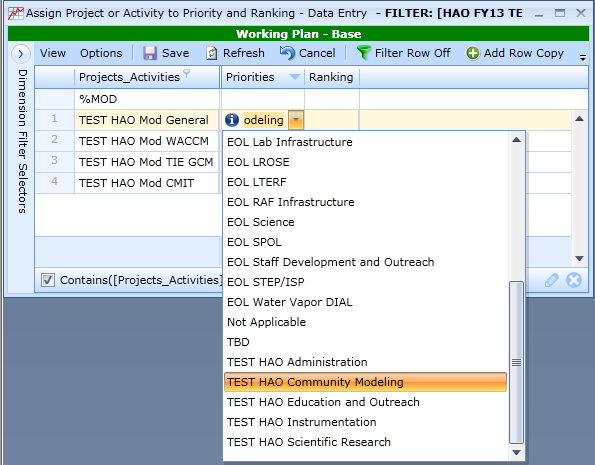 Assign Project or Activity to Priority and Ranking - Data Entry - FILTER: [HAO FY13 TE
Working Plan - Base
View Options Save Refresh Cancel Filter Row Off Add Row Copy
Dimension Filter Selectors
Projects_Activities Priorities Ranking
%MOD
1 TEST HAO Mod General odeling
2 TEST HAO Mod WACCM
3 TEST HAO Mod TIE GCM
4 TEST HAO Mod CMIT
EOL Lab Infrastructure
EOL LROSE
EOL LTERF
EOL RAF Infrastructure
EOL Science
EOL SPOL
EOL Staff Development and Outreach
EOL STEP/ISP
EOL Water Vapor DIAL
Not Applicable
TBD
TEST HAO Administration
TEST HAO Community Modeling
TEST HAO Education and Outreach
TEST HAO Instrumentation
TEST HAO Scientific Research
Contains([Projects_Activities]